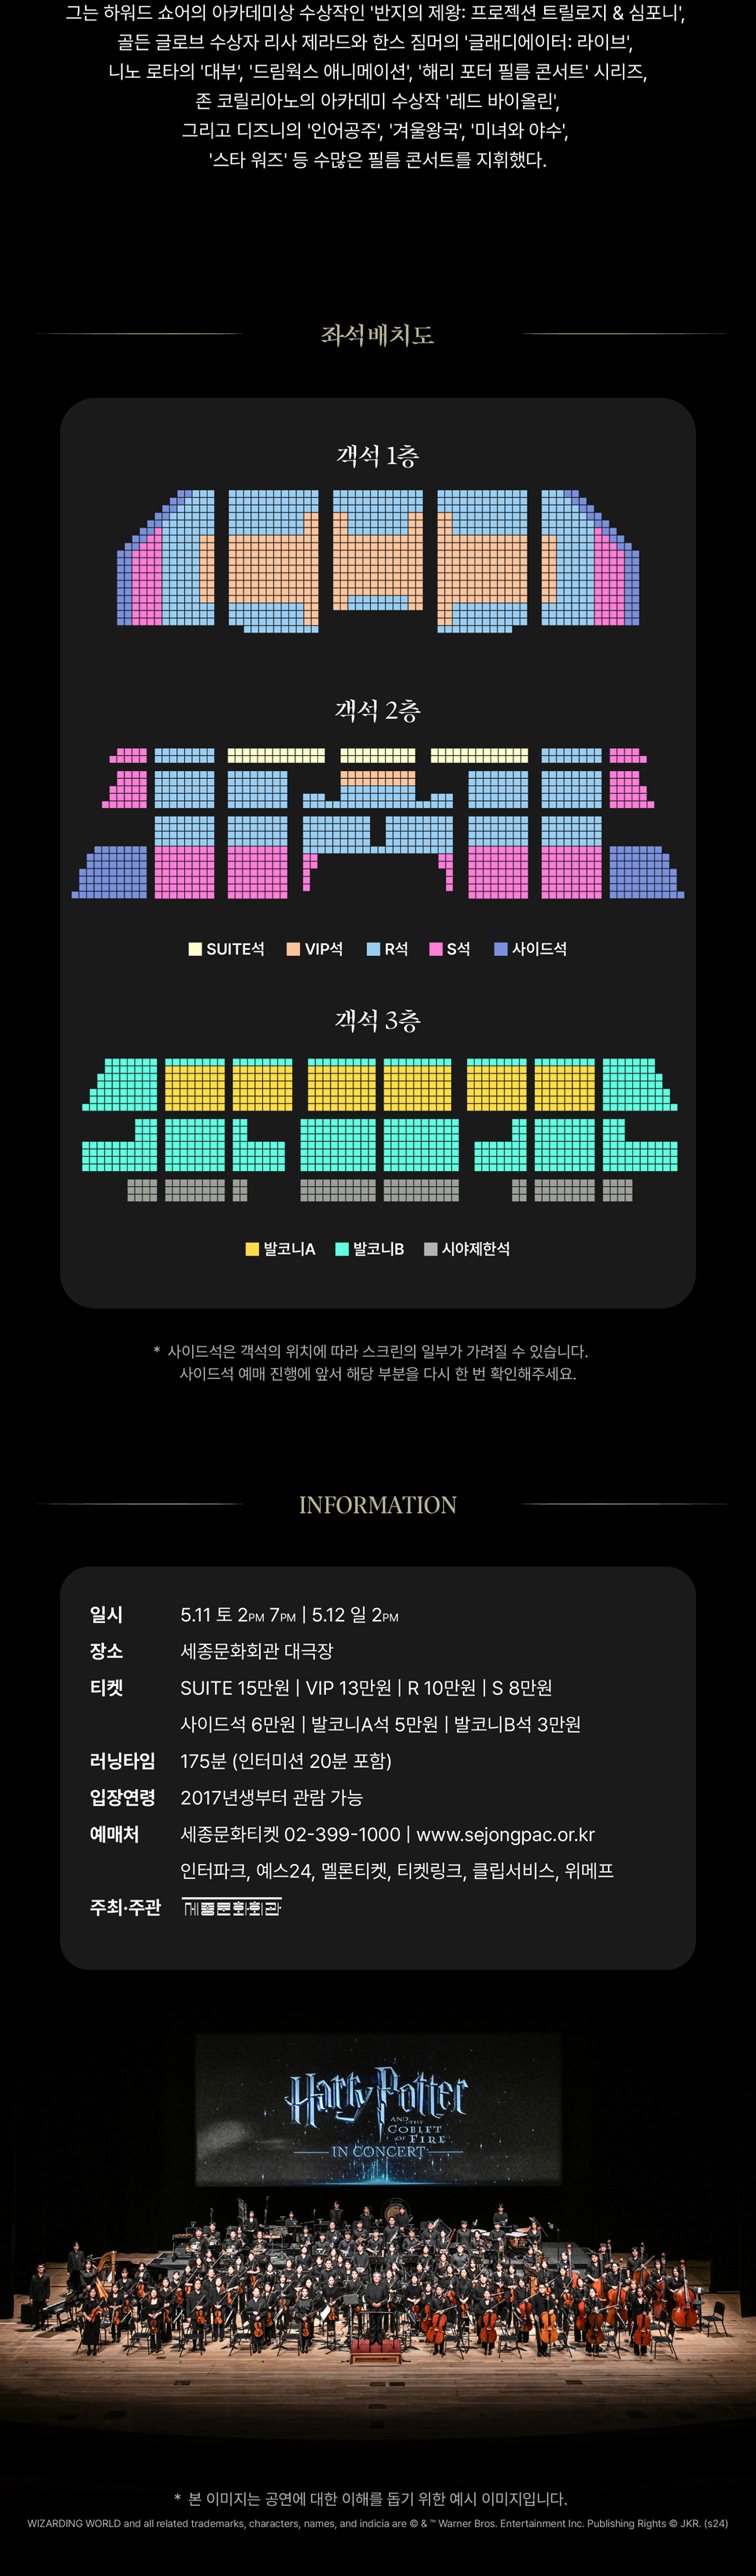 그는 하워드 쇼어의 아카데미상 수상작인 '반지의 제왕: 프로젝션 트릴로지 & 심포니',
골든 글로브 수상자 리사 제라드와 한스 짐머의 '글래디에이터: 라이브',
니노 로타의 '대부', '드림웍스 애니메이션', '해리 포터 필름 콘서트' 시리즈,
존 코릴리아노의 아카데미 수상작 '레드 바이올린',
그리고 디즈니의 '인어공주', '겨울왕국', '미녀와 야수',
'스타 워즈' 등 수많은 필름 콘서트를 지휘했다.
좌석배치도
객석 1층
객석 2층
SUITE석 VIP석 R석 S석 사이드석
객석 3층
발코니A 발코니B 시야제한석
* 사이드석은 객석의 위치에 따라 스크린의 일부가 가려질 수 있습니다.
사이드석 예매 진행에 앞서 해당 부분을 다시 한 번 확인해주세요.
INFORMATION
일시 5.11 토 2PM 7PM | 5.12 일 2PM
장소 세종문화회관 대극장
티켓 SUITE 15만원 | VIP 13만원 | R 10만원 | S 8만원
사이드석 6만원 | 발코니A석 5만원 | 발코니B석 3만원
러닝타임 175분 (인터미션 20분 포함)
입장연령 2017년생부터 관람 가능
예매처 세종문화티켓 02-399-1000 | www.sejongpac.or.kr
인터파크, 예스24, 멜론티켓, 티켓링크, 클립서비스, 위메프
주최·주관 세종문화회관
Harry Potter
AND THE
GOBLET
OF FIRE
IN CONCERT
* 본 이미지는 공연에 대한 이해를 돕기 위한 예시 이미지입니다.
WIZARDING WORLD and all related trademarks, characters, names, and indicia are © & ™ Warner Bros. Entertainment Inc. Publishing Rights © JKR. (s24)